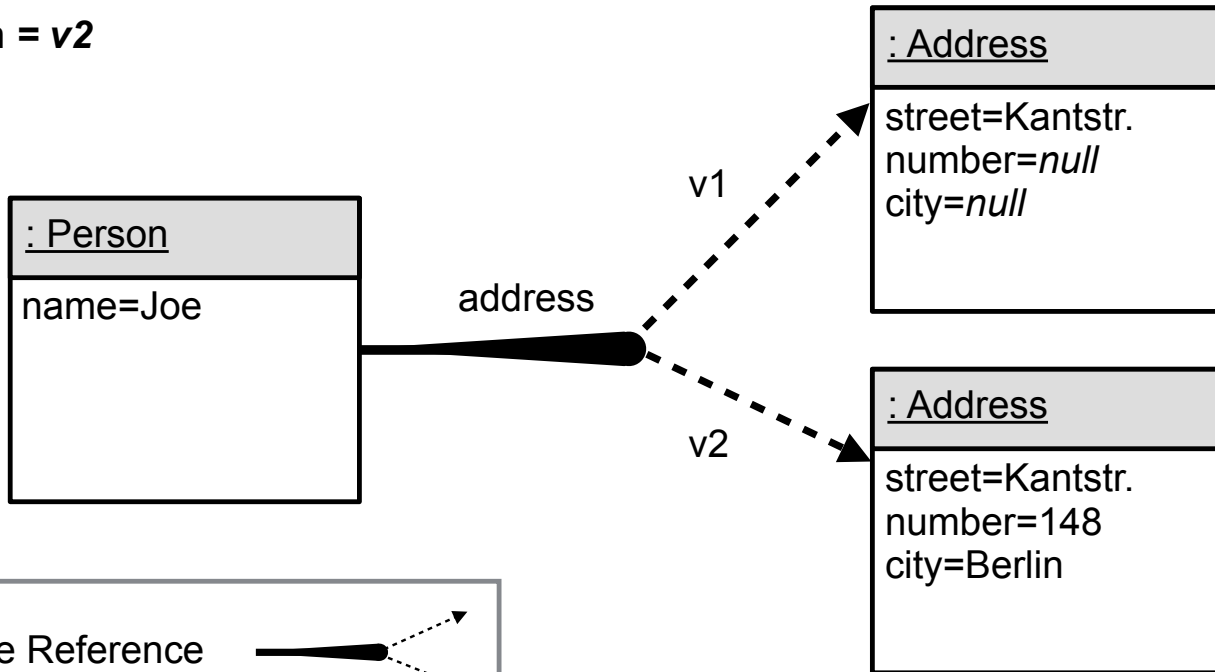 = v2
: Person
name=Joe
address
v1
v2
: Address
street=Kantstr.
number=null
city=null
: Address
street=Kantstr.
number=148
city=Berlin
Reference